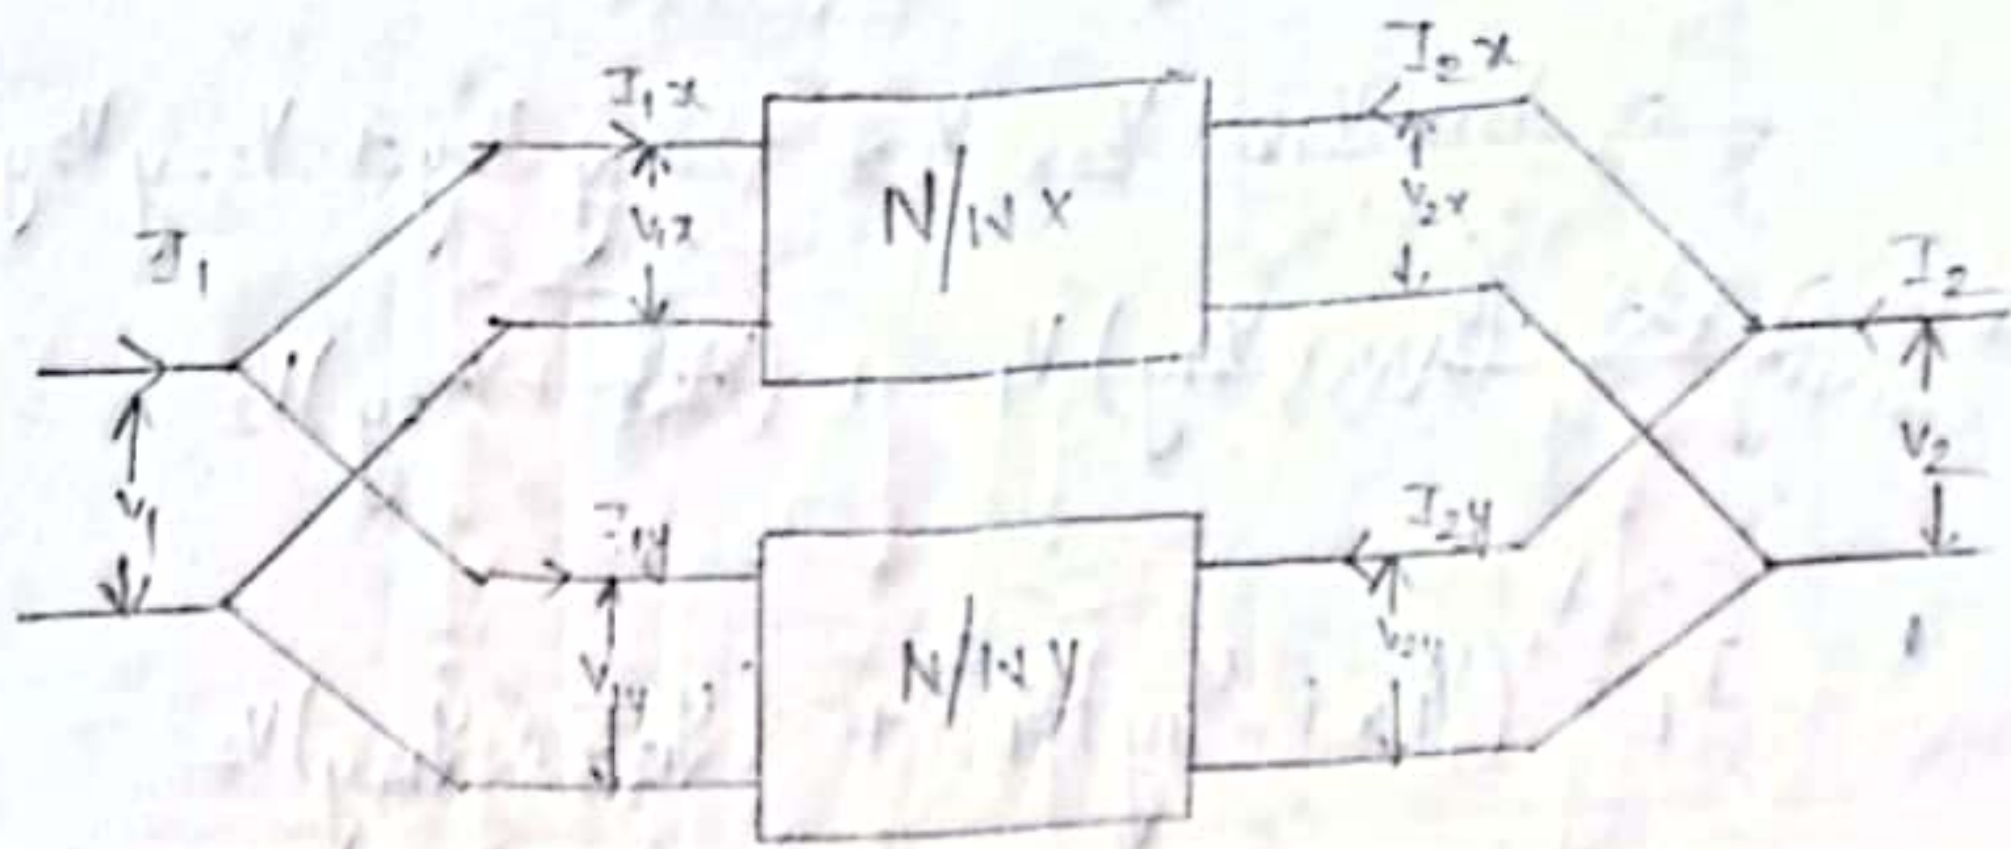 I₁x
I₂x
V₁x
N/W X
V₂x
I₁
I₂
V₁
V₂
I₁y
I₂y
V₁y
N/W y
V₂y